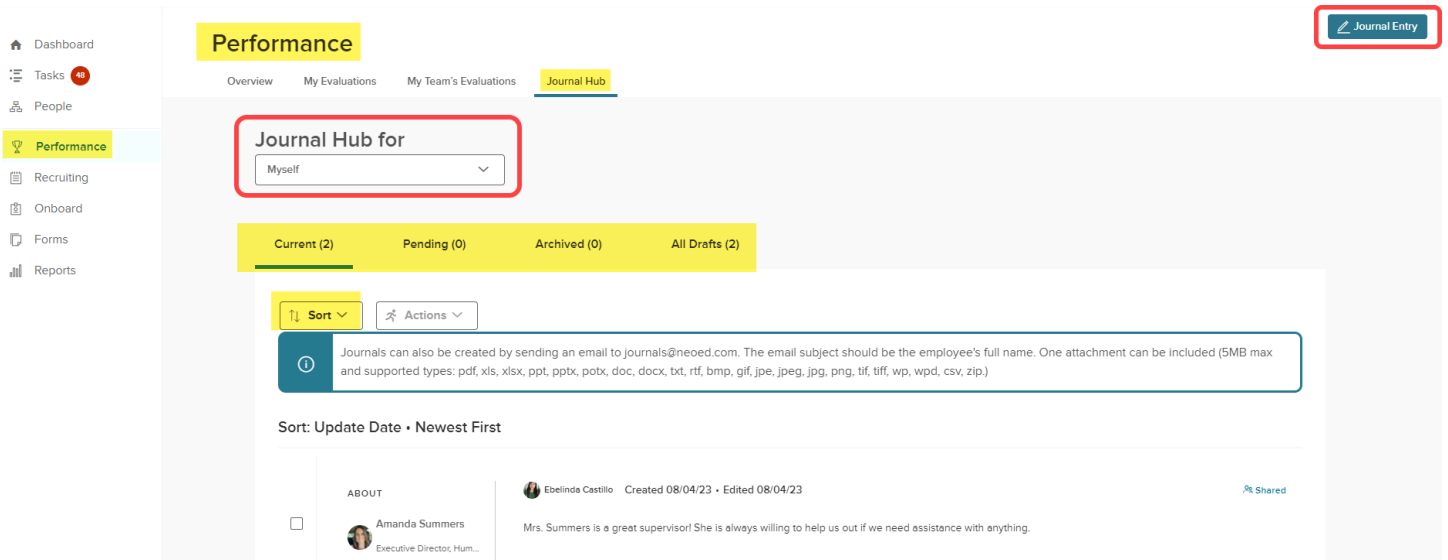 Journal Entry
Dashboard
Tasks 48
People
Performance
Recruiting
Onboard
Forms
Reports
Performance
Overview My Evaluations My Team's Evaluations Journal Hub
Journal Hub for
Myself
Current (2) Pending (0) Archived (0) All Drafts (2)
Sort Actions
Journals can also be created by sending an email to journals@neoed.com. The email subject should be the employee's full name. One attachment can be included (5MB max
and supported types: pdf, xls, xlsx, ppt, pptx, potx, doc, docx, txt, rtf, bmp, gif, jpe, jpeg, jpg, png, tif, tiff, wp, wpd, csv, zip.)
Sort: Update Date • Newest First
ABOUT
Amanda Summers
Executive Director, Hum...
Ebelinda Castillo Created 08/04/23 • Edited 08/04/23 Shared
Mrs. Summers is a great supervisor! She is always willing to help us out if we need assistance with anything.